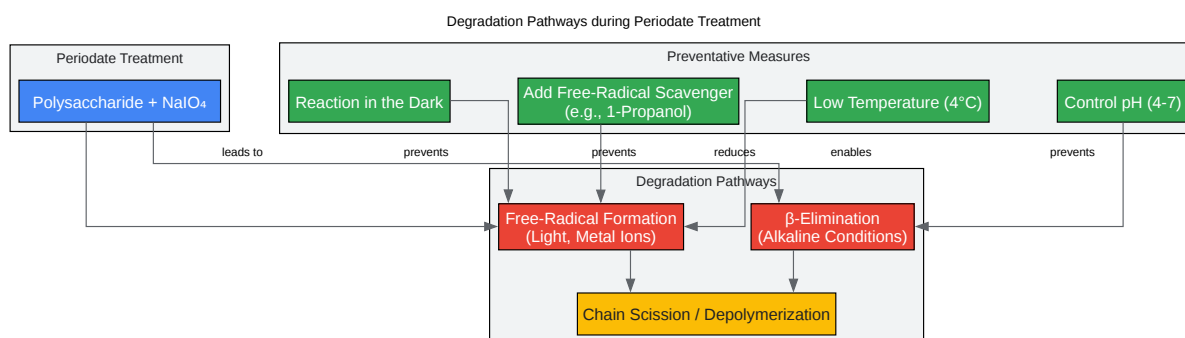 Degradation Pathways during Periodate Treatment
Periodate Treatment
Preventative Measures
Polysaccharide + NaIO₄
Reaction in the Dark
Add Free-Radical Scavenger
(e.g., 1-Propanol)
Low Temperature (4°C)
Control pH (4-7)
leads to
prevents
prevents
reduces
enables
prevents
Degradation Pathways
Free-Radical Formation
(Light, Metal Ions)
β-Elimination
(Alkaline Conditions)
Chain Scission / Depolymerization